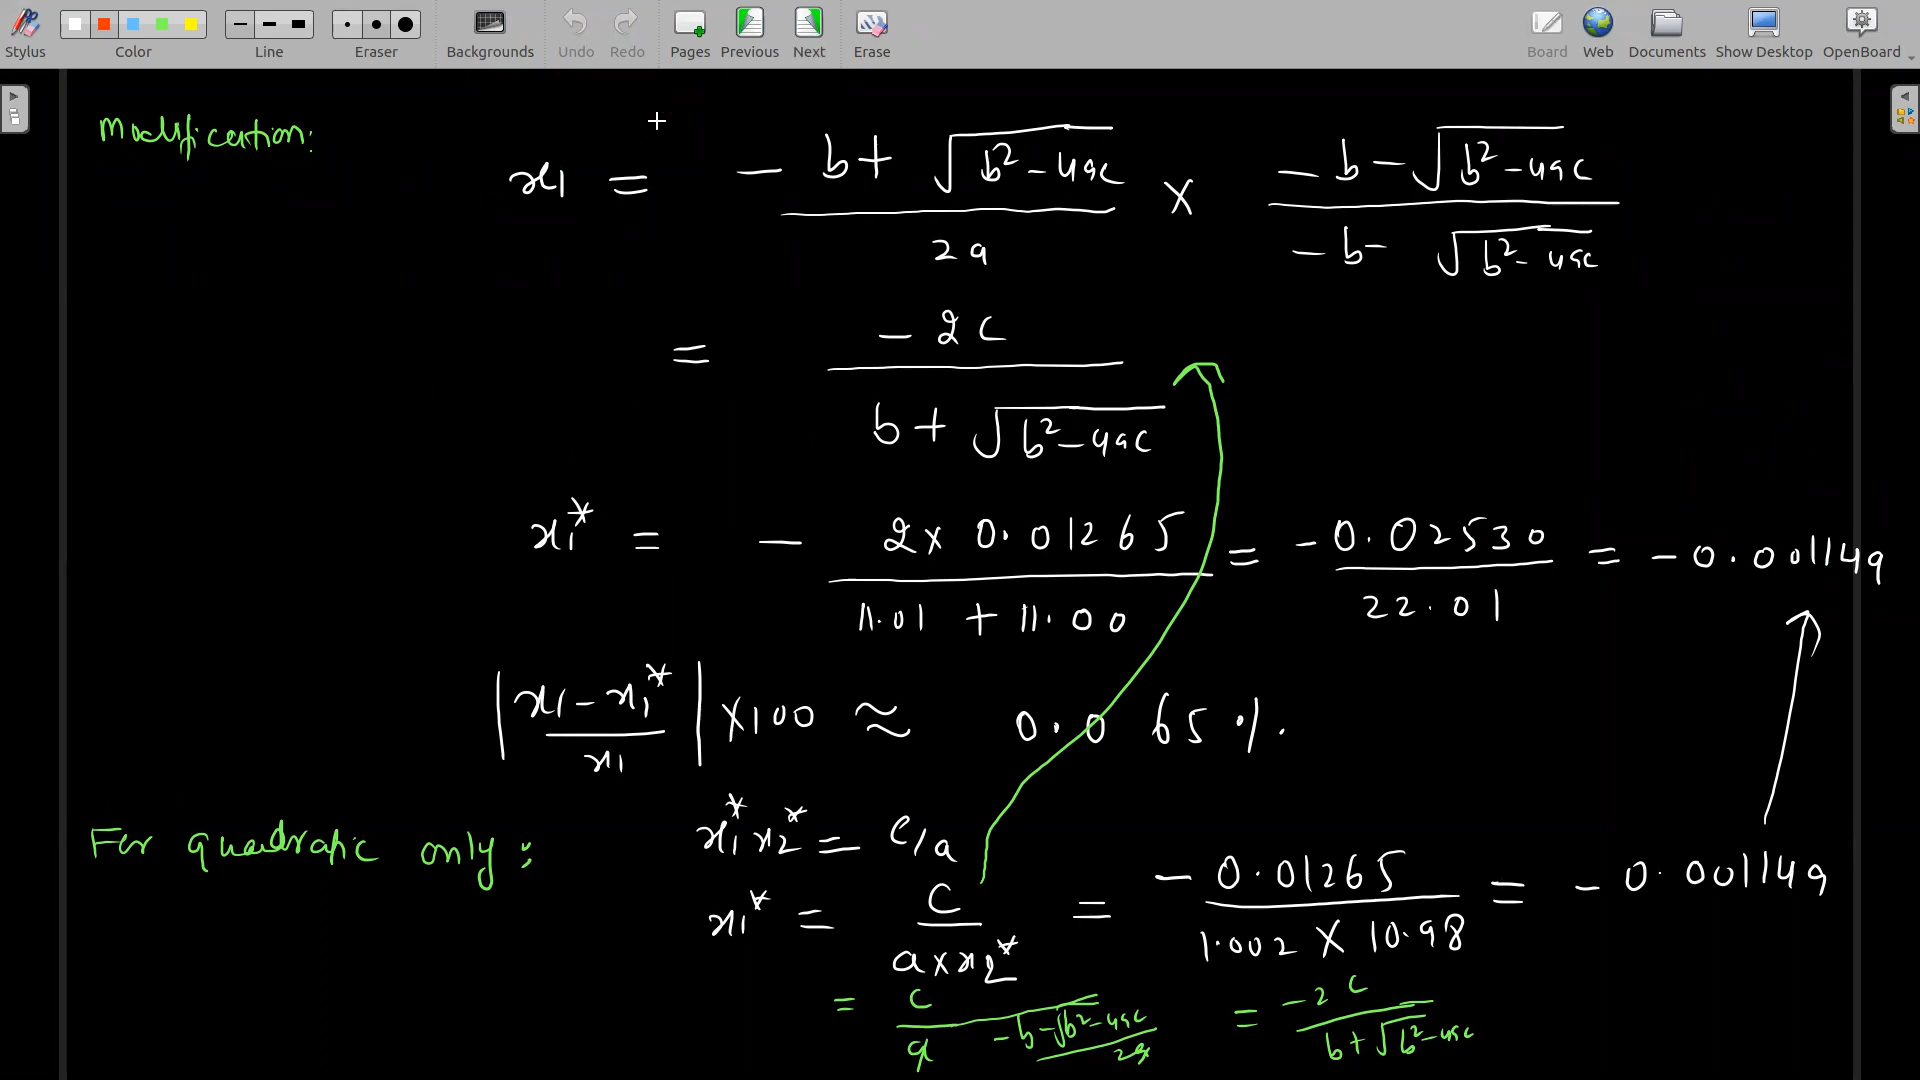 Stylus Color Line Eraser Backgrounds Undo Redo Pages Previous Next Erase Board Web Documents Show Desktop OpenBoard
Modification:
x₁ = (-b + √(b² - 4ac)) / 2a × (-b - √(b² - 4ac)) / (-b - √(b² - 4ac))
= -2c / (b + √(b² - 4ac))
x₁* = - (2 × 0.01265) / (11.01 + 11.00) = -0.02530 / 22.01 = -0.001149
|(x₁ - x₁*) / x₁| × 100 ≈ 0.065 %.
For quadratic only: x₁* x₂* = c/a
x₁* = c / (a × x₂*) = -0.01265 / (1.002 × 10.98) = -0.001149
= c / (a (-b - √(b² - 4ac)) / 2a) = -2c / (b + √(b² - 4ac))